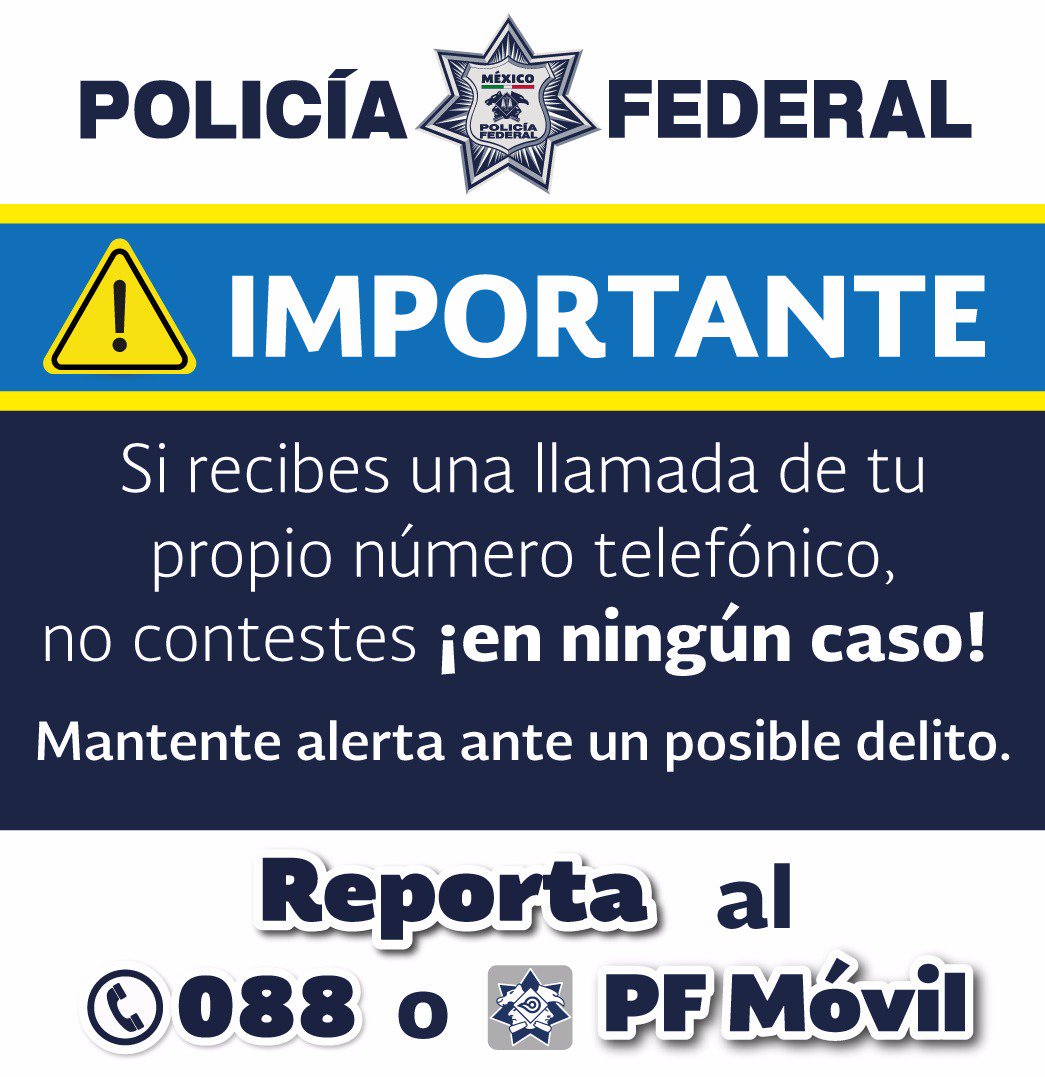 POLICÍA FEDERAL
MÉXICO
POLICÍA
FEDERAL
IMPORTANTE
Si recibes una llamada de tu
propio número telefónico,
no contestes ¡en ningún caso!
Mantente alerta ante un posible delito.
Reporta al
088 o PF Móvil